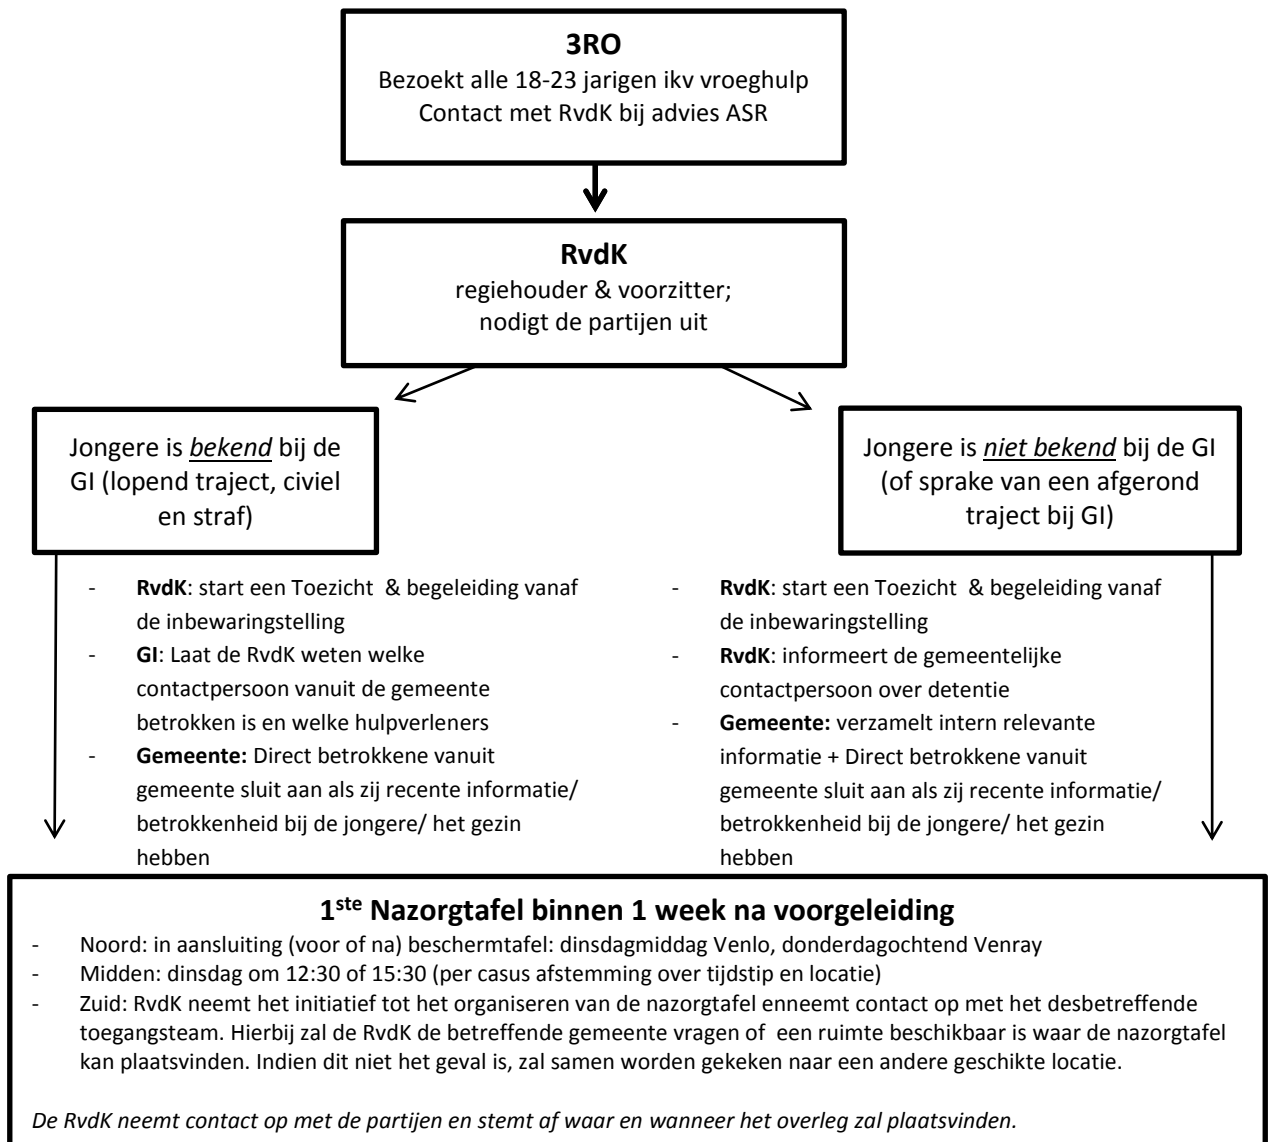 3RO
Bezoekt alle 18-23 jarigen ikv vroeghulp
Contact met RvdK bij advies ASR
RvdK
regiehouder & voorzitter;
nodigt de partijen uit
Jongere is bekend bij de
GI (lopend traject, civiel
en straf)
Jongere is niet bekend bij de GI
(of sprake van een afgerond
traject bij GI)
- RvdK: start een Toezicht & begeleiding vanaf
de inbewaringstelling
- GI: Laat de RvdK weten welke
contactpersoon vanuit de gemeente
betrokken is en welke hulpverleners
- Gemeente: Direct betrokkene vanuit
gemeente sluit aan als zij recente informatie/
betrokkenheid bij de jongere/ het gezin
hebben
- RvdK: start een Toezicht & begeleiding vanaf
de inbewaringstelling
- RvdK: informeert de gemeentelijke
contactpersoon over detentie
- Gemeente: verzamelt intern relevante
informatie + Direct betrokkene vanuit
gemeente sluit aan als zij recente informatie/
betrokkenheid bij de jongere/ het gezin
hebben
1ste Nazorgtafel binnen 1 week na voorgeleiding
- Noord: in aansluiting (voor of na) beschermtafel: dinsdagmiddag Venlo, donderdagochtend Venray
- Midden: dinsdag om 12:30 of 15:30 (per casus afstemming over tijdstip en locatie)
- Zuid: RvdK neemt het initiatief tot het organiseren van de nazorgtafel enneemt contact op met het desbetreffende
toegangsteam. Hierbij zal de RvdK de betreffende gemeente vragen of een ruimte beschikbaar is waar de nazorgtafel
kan plaatsvinden. Indien dit niet het geval is, zal samen worden gekeken naar een andere geschikte locatie.
De RvdK neemt contact op met de partijen en stemt af waar en wanneer het overleg zal plaatsvinden.